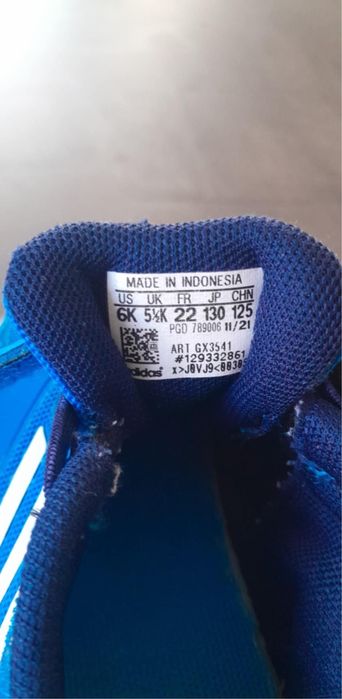 MADE IN INDONESIA
US UK FR JP CHN
6K 5½K 22 130 125
PGD 789006 11/21
ART GX3541
#129332861
adidas